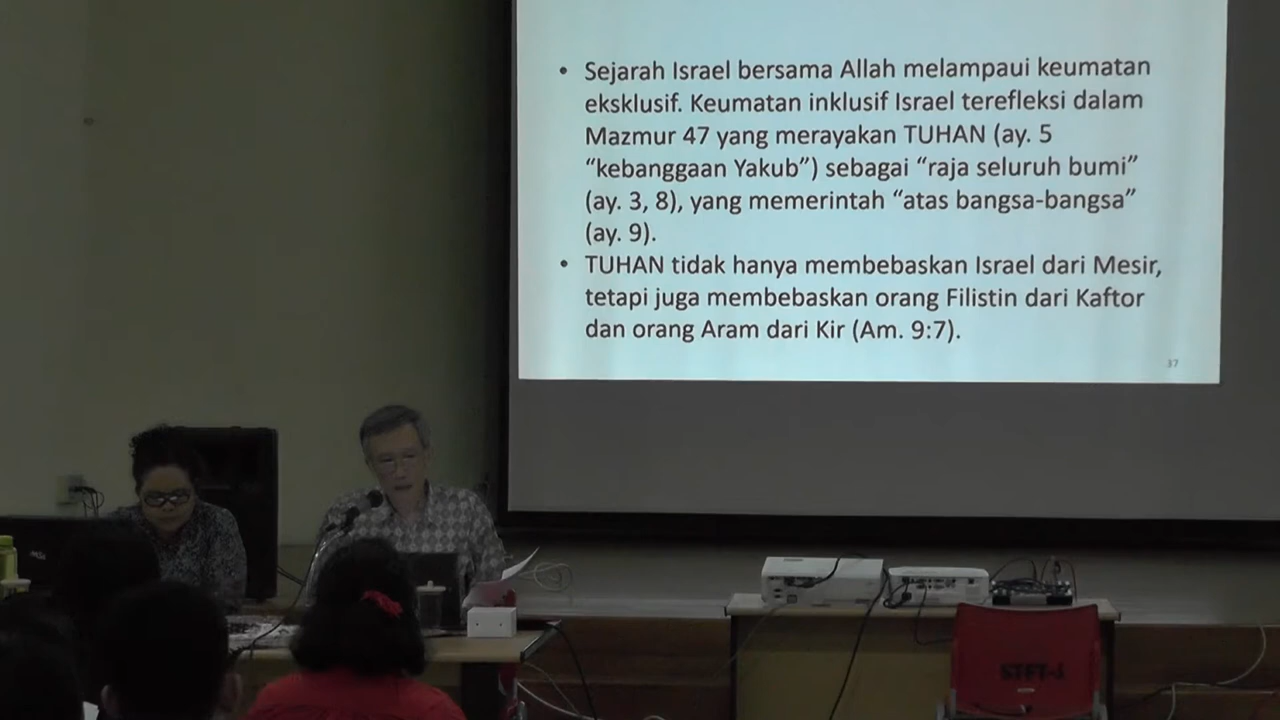 • Sejarah Israel bersama Allah melampaui keumatan
eksklusif. Keumatan inklusif Israel terefleksi dalam
Mazmur 47 yang merayakan TUHAN (ay. 5
“kebanggaan Yakub”) sebagai “raja seluruh bumi”
(ay. 3, 8), yang memerintah “atas bangsa-bangsa”
(ay. 9).
• TUHAN tidak hanya membebaskan Israel dari Mesir,
tetapi juga membebaskan orang Filistin dari Kaftor
dan orang Aram dari Kir (Am. 9:7).
37
STFT-J